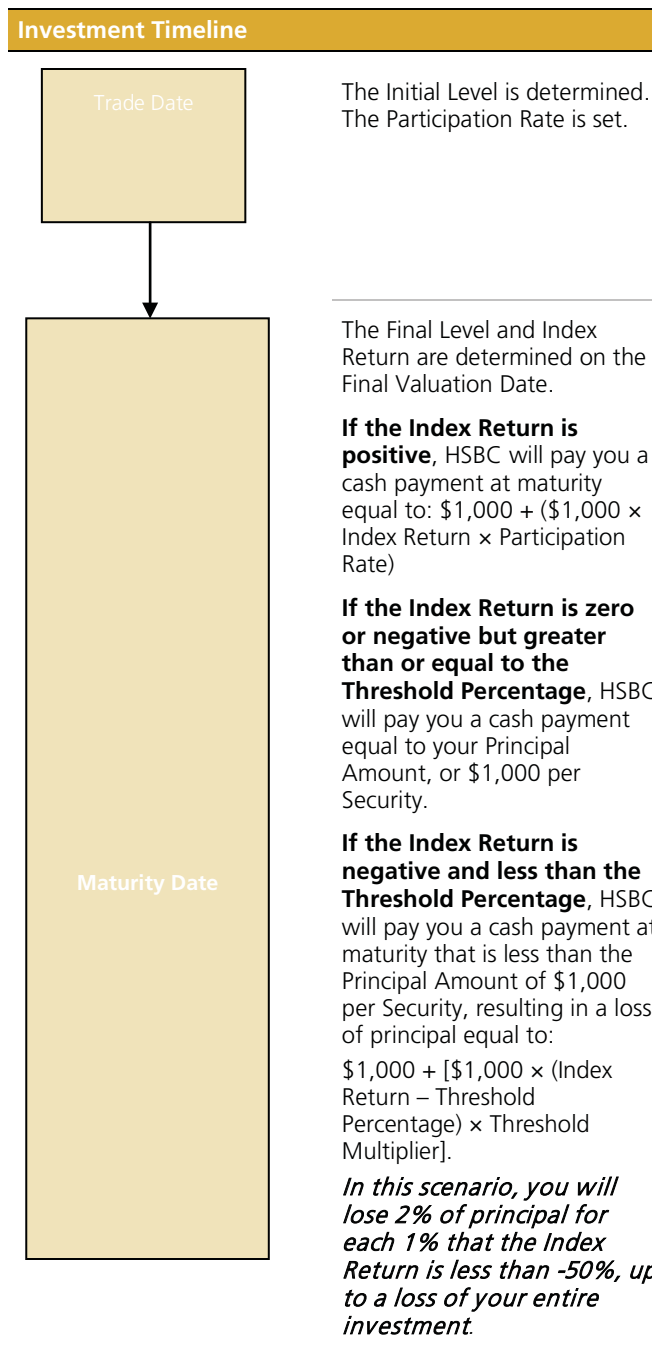 Investment Timeline
Trade Date
The Initial Level is determined.
The Participation Rate is set.
The Final Level and Index
Return are determined on the
Final Valuation Date.
If the Index Return is
positive, HSBC will pay you a
cash payment at maturity
equal to: $1,000 + ($1,000 ×
Index Return × Participation
Rate)
If the Index Return is zero
or negative but greater
than or equal to the
Threshold Percentage, HSBC
will pay you a cash payment
equal to your Principal
Amount, or $1,000 per
Security.
Maturity Date
If the Index Return is
negative and less than the
Threshold Percentage, HSBC
will pay you a cash payment at
maturity that is less than the
Principal Amount of $1,000
per Security, resulting in a loss
of principal equal to:
$1,000 + [$1,000 × (Index
Return – Threshold
Percentage) × Threshold
Multiplier].
In this scenario, you will
lose 2% of principal for
each 1% that the Index
Return is less than -50%, up
to a loss of your entire
investment.